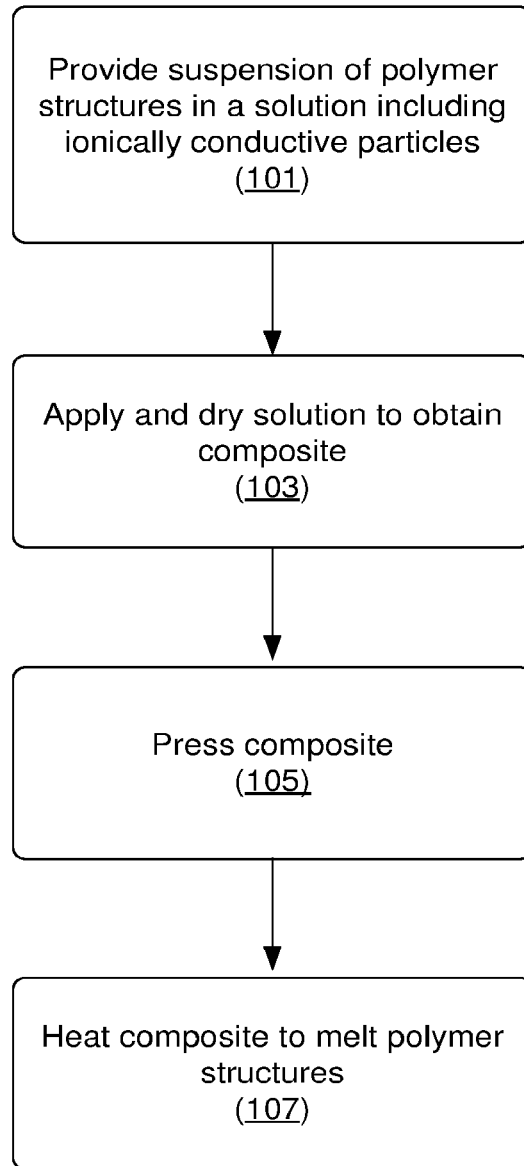 Provide suspension of polymer
structures in a solution including
ionically conductive particles
(101)
Apply and dry solution to obtain
composite
(103)
Press composite
(105)
Heat composite to melt polymer
structures
(107)